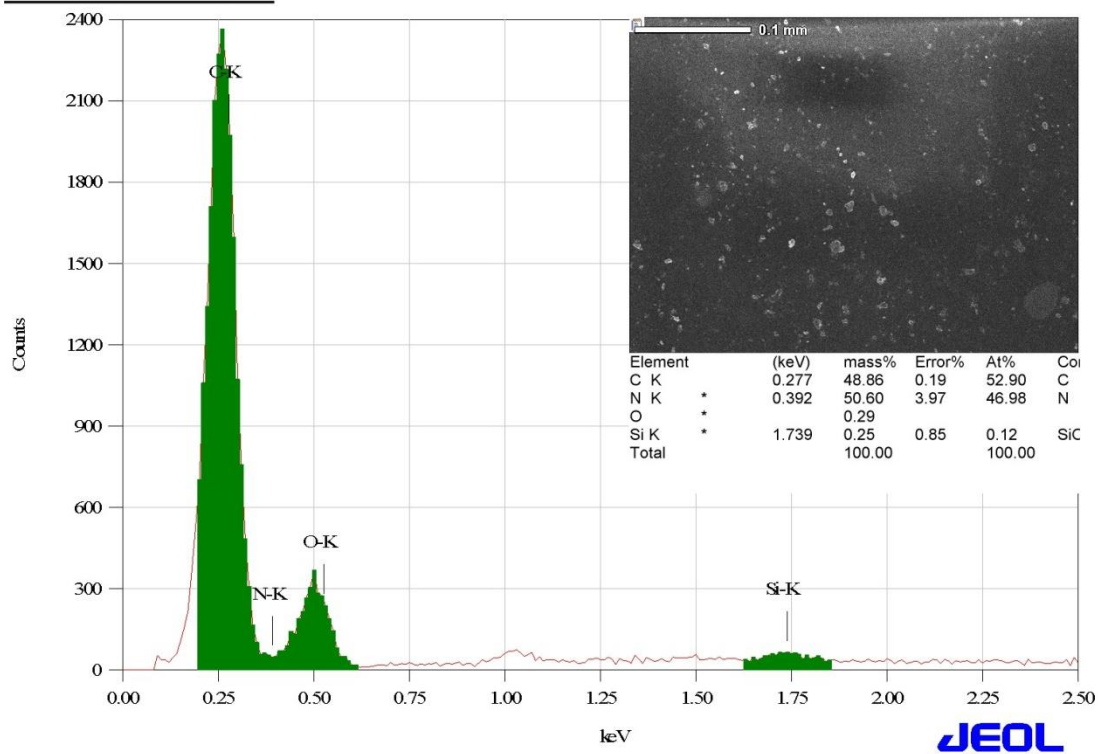 2400
2100
1800
1500
1200
900
600
300
0
Counts
C-K
N-K
O-K
Si-K
0.00 0.25 0.50 0.75 1.00 1.25 1.50 1.75 2.00 2.25 2.50
keV
0.1 mm
Element (keV) mass% Error% At%
C K 0.277 48.86 0.19 52.90 C
N K * 0.392 50.60 3.97 46.98 N
O * 0.29
Si K * 1.739 0.25 0.85 0.12
Total 100.00 100.00
JEOL